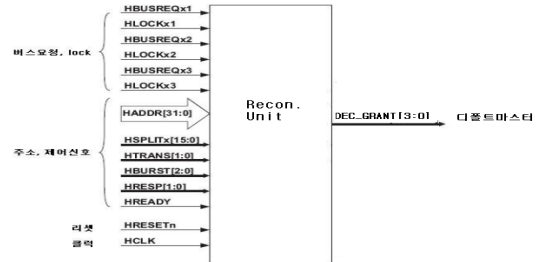 HBUSREQx1
HLOCKx1
HBUSREQx2
버스요청, lock
HLOCKx2
HBUSREQx3
HLOCKx3
HADDR[31:0]
Recon.
Unit
DEC_GRANT[3:0]
디폴트마스터
HSPLITx[15:0]
주소, 제어신호
HTRANS[1:0]
HBURST[2:0]
HRESP[1:0]
HREADY
리셋
HRESETn
클럭
HCLK